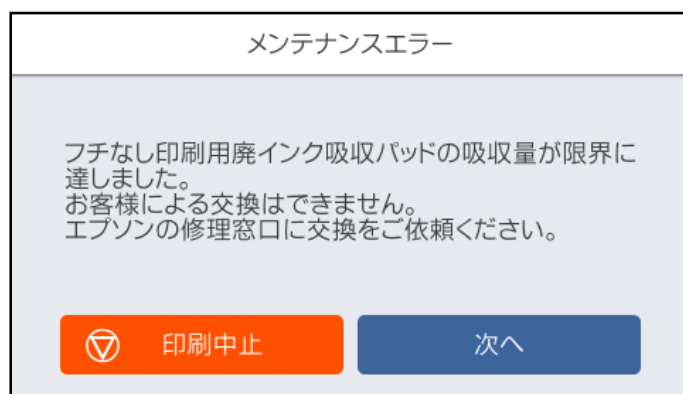 メンテナンスエラー
フチなし印刷用廃インク吸収パッドの吸収量が限界に
達しました。
お客様による交換はできません。
エプソンの修理窓口に交換をご依頼ください。
印刷中止
次へ